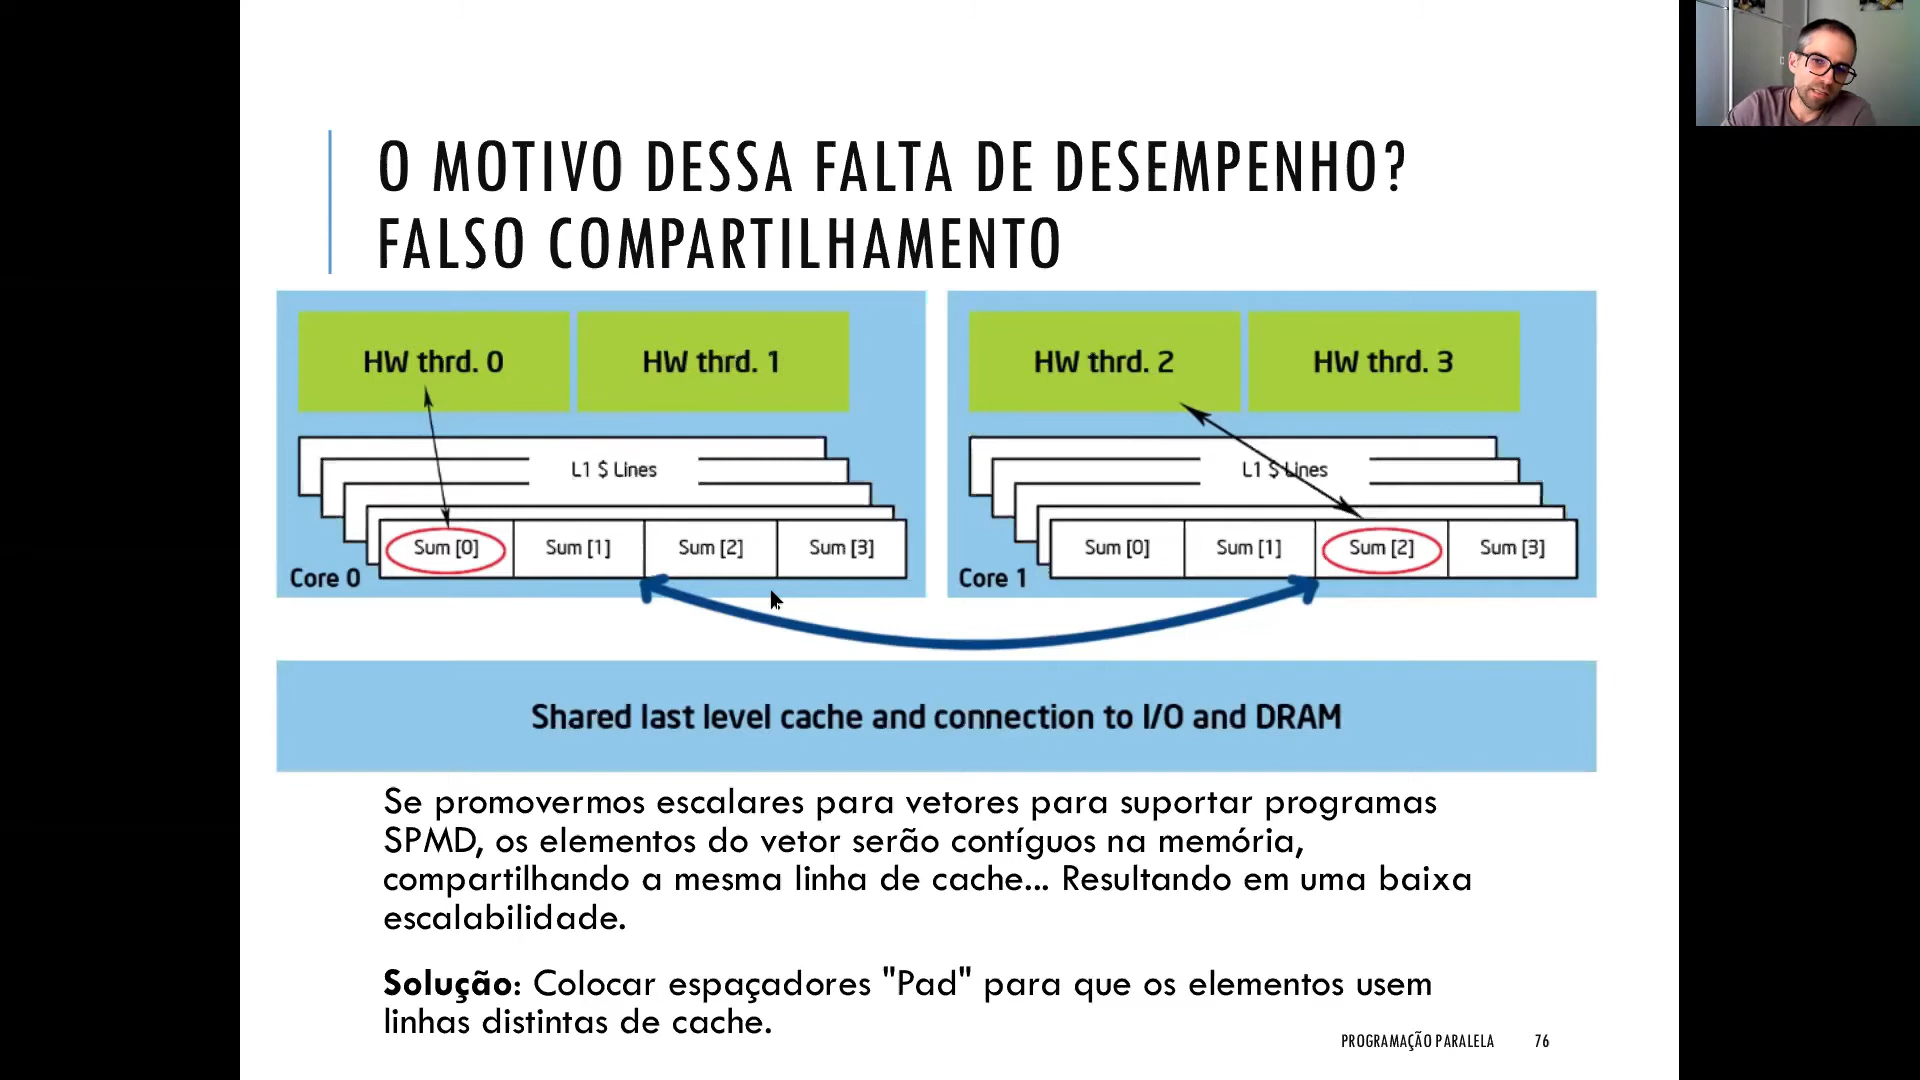 O MOTIVO DESSA FALTA DE DESEMPENHO?
FALSO COMPARTILHAMENTO
HW thrd. 0
HW thrd. 1
L1 $ Lines
Sum [0]
Sum [1]
Sum [2]
Sum [3]
Core 0
HW thrd. 2
HW thrd. 3
L1 $ Lines
Sum [0]
Sum [1]
Sum [2]
Sum [3]
Core 1
Shared last level cache and connection to I/O and DRAM
Se promovermos escalares para vetores para suportar programas
SPMD, os elementos do vetor serão contíguos na memória,
compartilhando a mesma linha de cache... Resultando em uma baixa
escalabilidade.
Solução: Colocar espaçadores "Pad" para que os elementos usem
linhas distintas de cache.
PROGRAMAÇÃO PARALELA
76